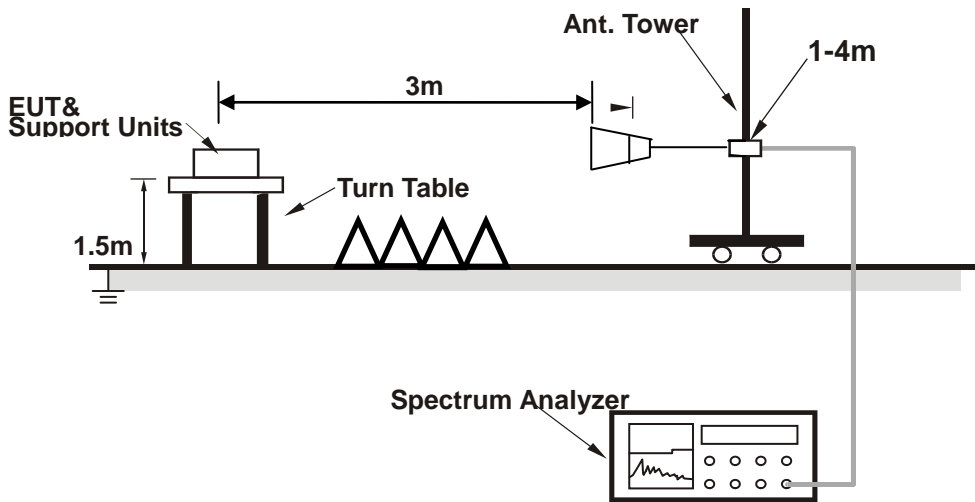 Ant. Tower
1-4m
3m
EUT&
Support Units
Turn Table
1.5m
Spectrum Analyzer